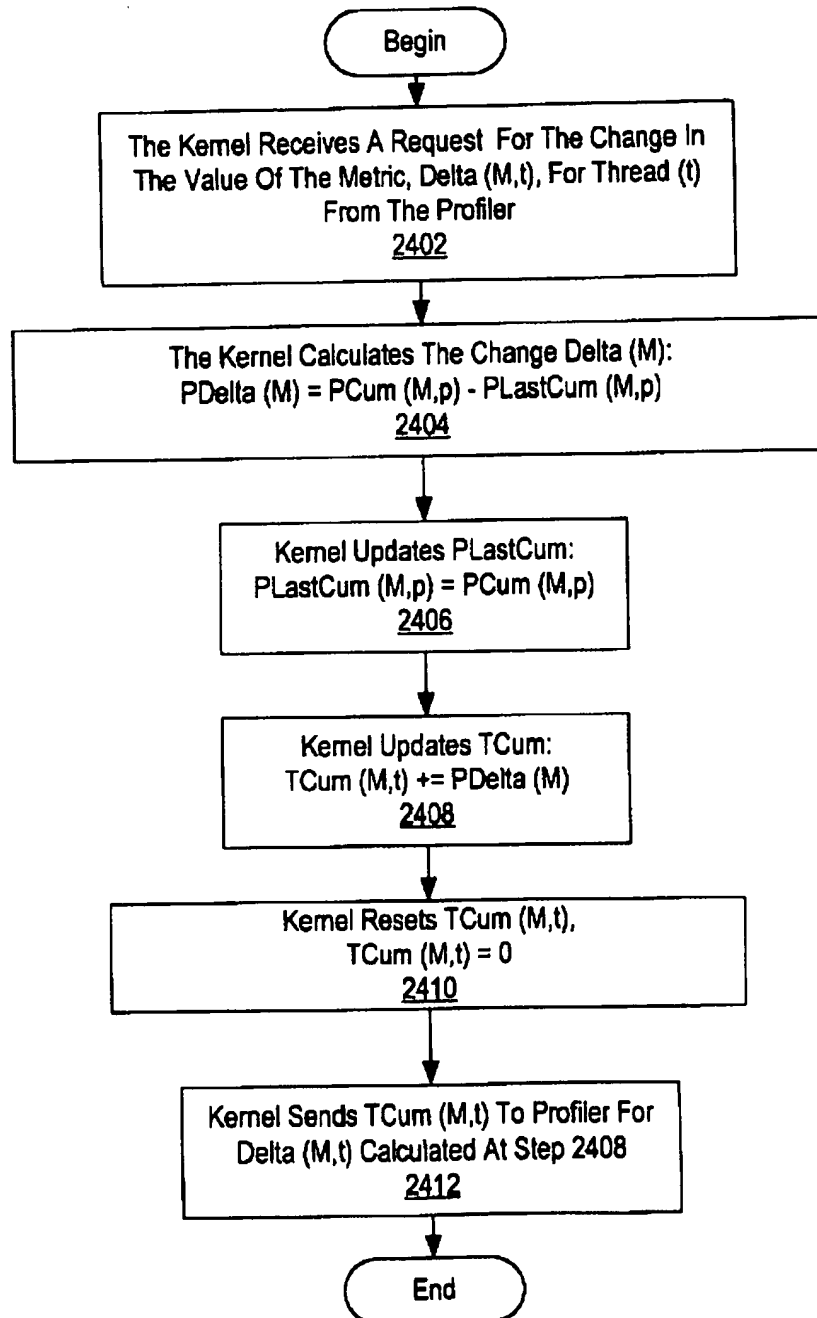 Begin
The Kernel Receives A Request For The Change In
The Value Of The Metric, Delta (M,t), For Thread (t)
From The Profiler
2402
The Kernel Calculates The Change Delta (M):
PDelta (M) = PCum (M,p) - PLastCum (M,p)
2404
Kernel Updates PLastCum:
PLastCum (M,p) = PCum (M,p)
2406
Kernel Updates TCum:
TCum (M,t) += PDelta (M)
2408
Kernel Resets TCum (M,t),
TCum (M,t) = 0
2410
Kernel Sends TCum (M,t) To Profiler For
Delta (M,t) Calculated At Step 2408
2412
End